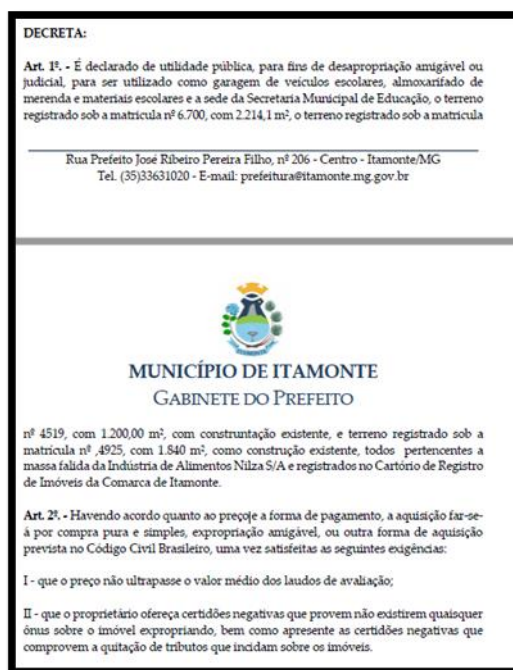 DECRETA:
Art. 1º. - É declarado de utilidade pública, para fins de desapropriação amigável ou
judicial, para ser utilizado como garagem de veículos escolares, almoxarifado de
merenda e materiais escolares e a sede da Secretaria Municipal de Educação, o terreno
registrado sob a matrícula nº 6.700, com 2.214,1 m², o terreno registrado sob a matrícula
Rua Prefeito José Ribeiro Pereira Filho, nº 206 - Centro - Itamonte/MG
Tel. (35)33631020 - E-mail: prefeitura@itamonte.mg.gov.br
MUNICÍPIO DE ITAMONTE
GABINETE DO PREFEITO
nº 4519, com 1.200,00 m², com construntação existente, e terreno registrado sob a
matrícula nº ,4925, com 1.840 m², como construção existente, todos pertencentes a
massa falida da Indústria de Alimentos Nilza S/A e registrados no Cartório de Registro
de Imóveis da Comarca de Itamonte.
Art. 2º. - Havendo acordo quanto ao preçoje a forma de pagamento, a aquisição far-se-
á por compra pura e simples, expropriação amigável, ou outra forma de aquisição
prevista no Código Civil Brasileiro, uma vez satisfeitas as seguintes exigências:
I - que o preço não ultrapasse o valor médio dos laudos de avaliação;
II - que o proprietário ofereça certidões negativas que provem não existirem quaisquer
ônus sobre o imóvel expropriando, bem como apresente as certidões negativas que
comprovem a quitação de tributos que incidam sobre os imóveis.